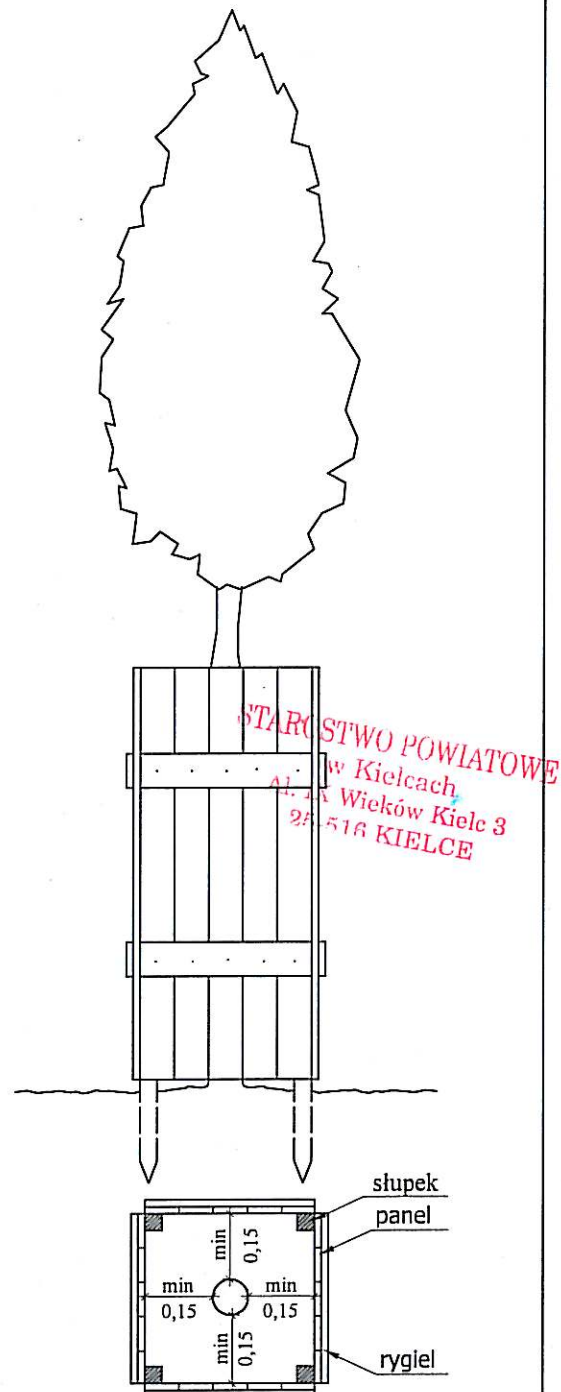 STAROSTWO POWIATOWE
w Kielcach
Al. IX Wieków Kielc 3
25-516 KIELCE
słupek
panel
min
0,15
min
0,15
min
0,15
min
0,15
rygiel